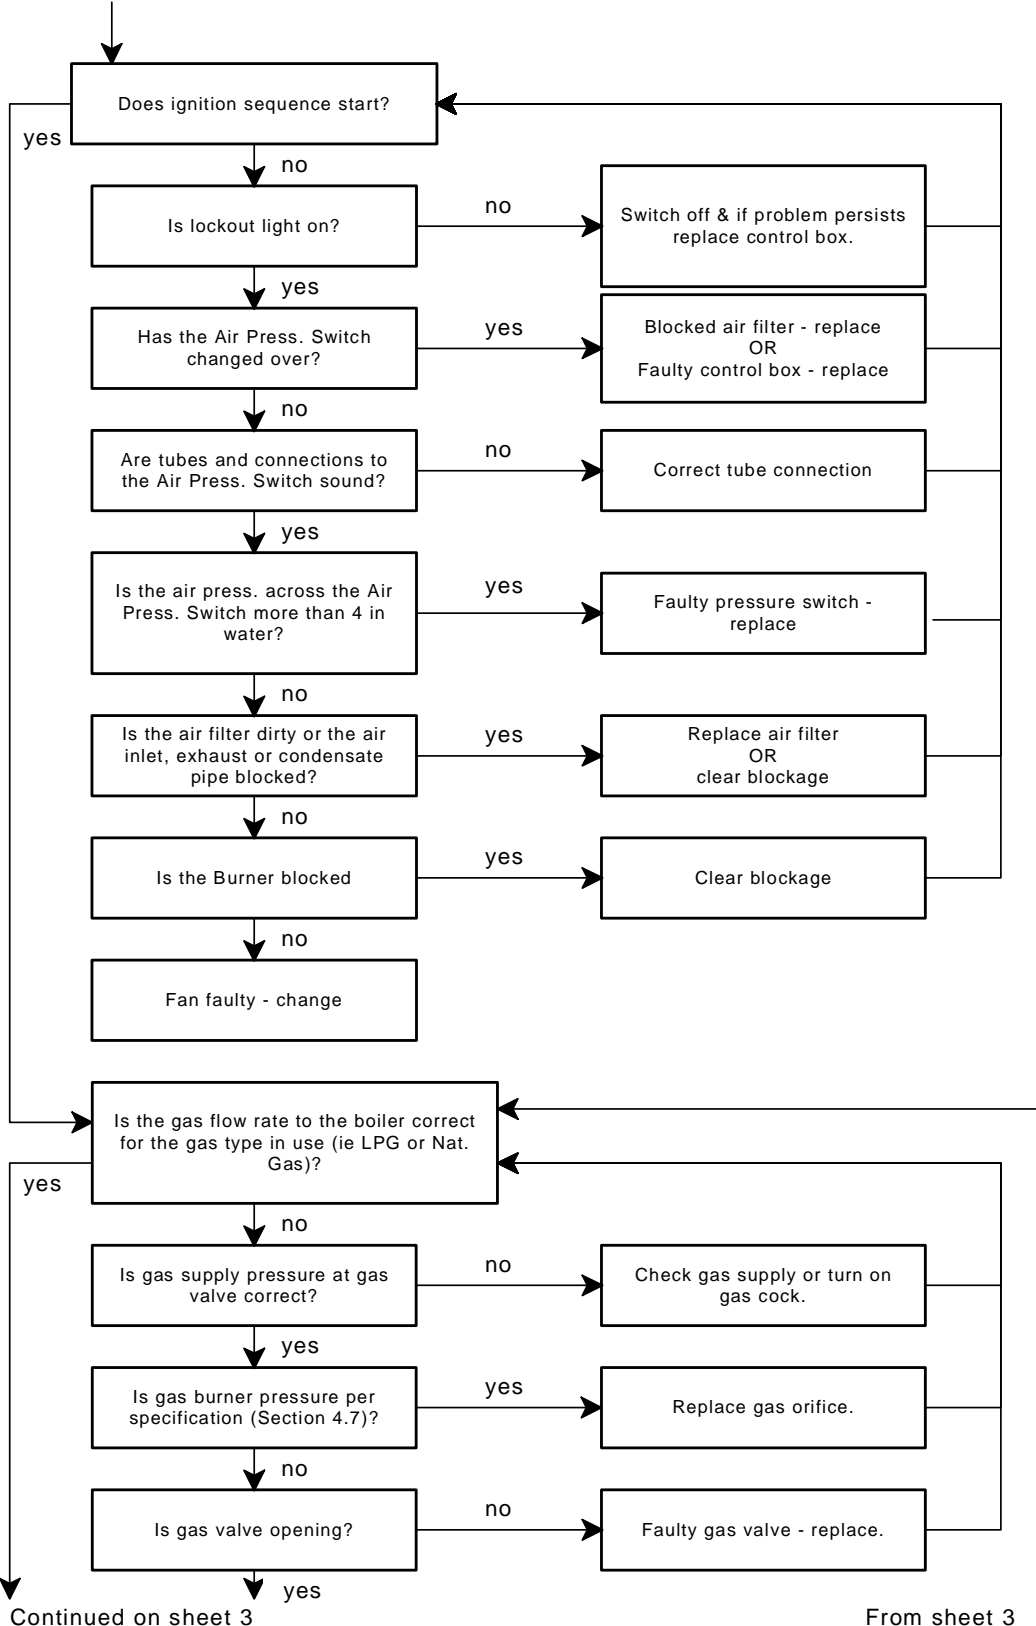 Does ignition sequence start?
yes
no
Is lockout light on?
no
Switch off & if problem persists
replace control box.
yes
Has the Air Press. Switch
changed over?
yes
Blocked air filter - replace
OR
Faulty control box - replace
no
Are tubes and connections to
the Air Press. Switch sound?
no
Correct tube connection
yes
Is the air press. across the Air
Press. Switch more than 4 in
water?
yes
Faulty pressure switch -
replace
no
Is the air filter dirty or the air
inlet, exhaust or condensate
pipe blocked?
yes
Replace air filter
OR
clear blockage
no
Is the Burner blocked
yes
Clear blockage
no
Fan faulty - change
Is the gas flow rate to the boiler correct
for the gas type in use (ie LPG or Nat.
Gas)?
yes
no
Is gas supply pressure at gas
valve correct?
no
Check gas supply or turn on
gas cock.
yes
Is gas burner pressure per
specification (Section 4.7)?
yes
Replace gas orifice.
no
Is gas valve opening?
no
Faulty gas valve - replace.
yes
Continued on sheet 3
From sheet 3